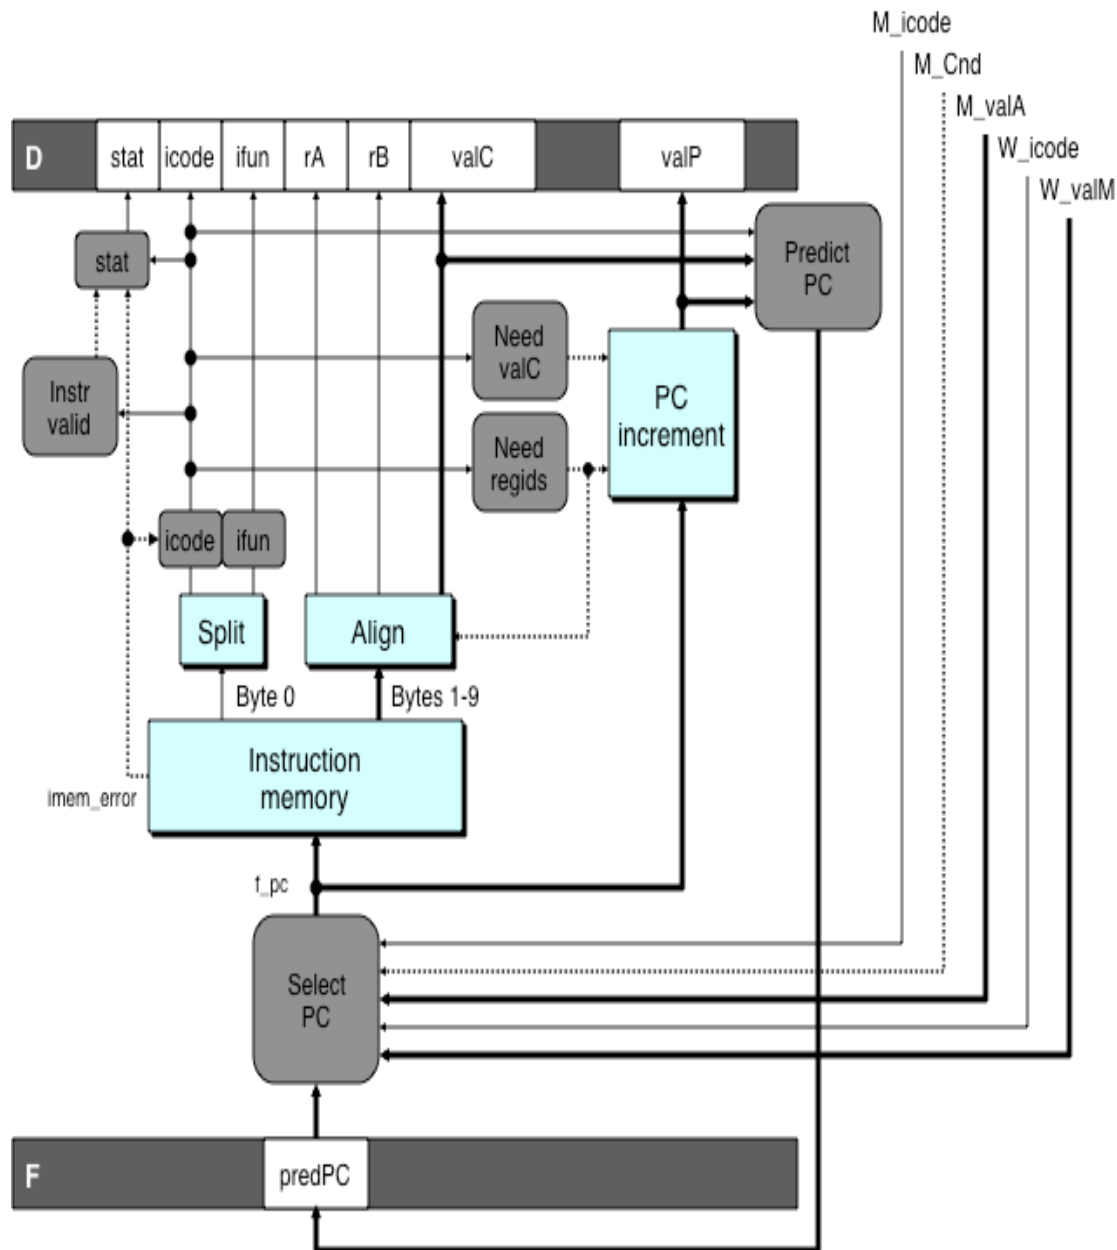 M_icode
M_Cnd
M_valA
W_icode
W_valM
D
stat
icode
ifun
rA
rB
valC
valP
stat
Predict
PC
Need
valC
Instr
valid
PC
increment
Need
regids
icode
ifun
Split
Align
Byte 0
Bytes 1-9
Instruction
memory
imem_error
f_pc
Select
PC
F
predPC